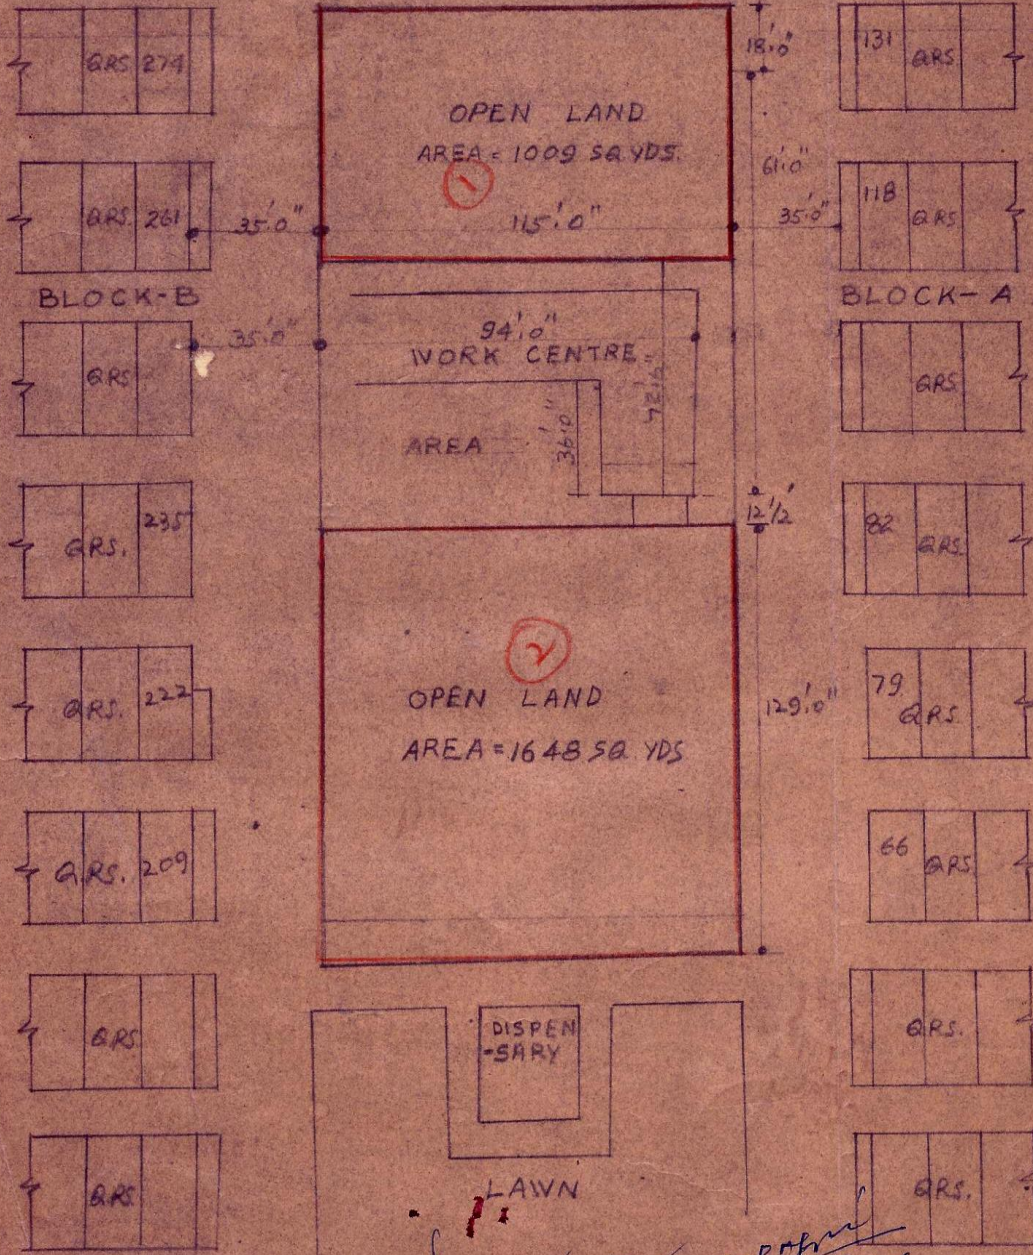 QRS 274
18'.0"
131 QRS
OPEN LAND
AREA = 1009 SQ.YDS.
1
61'.0"
QRS. 261
35'.0"
115'.0"
35'.0"
118 QRS
BLOCK-B
BLOCK-A
35'.0"
94'.0"
WORK CENTRE
QRS
QRS
36'.0"
AREA
12'½'
QRS. 235
82 QRS
2
QRS. 222
OPEN LAND
79 QRS
129'.0"
AREA = 1648 SQ. YDS
QRS. 209
66 QRS
QRS
DISPEN
-SARY
QRS.
QRS
LAWN
QRS.